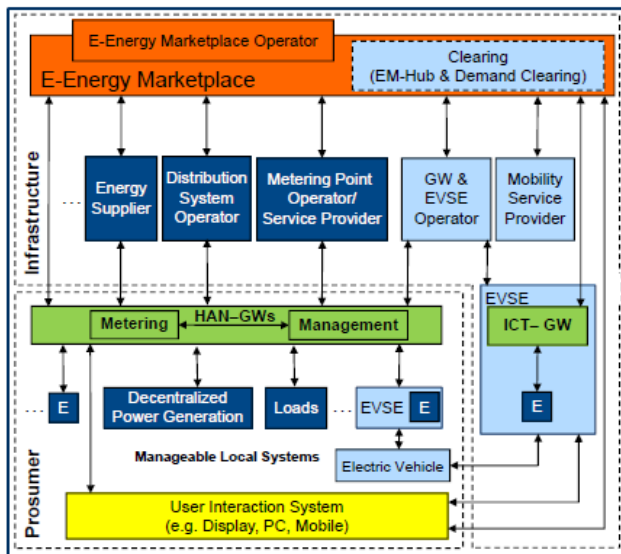 E-Energy Marketplace Operator
E-Energy Marketplace
Clearing
(EM-Hub & Demand Clearing)
Infrastructure
...
Energy
Supplier
Distribution
System
Operator
Metering Point
Operator/
Service Provider
GW &
EVSE
Operator
Mobility
Service
Provider
Prosumer
Metering
HAN–GWs
Management
EVSE
ICT– GW
E
...
E
Decentralized
Power Generation
Loads
...
EVSE
E
Manageable Local Systems
Electric Vehicle
User Interaction System
(e.g. Display, PC, Mobile)